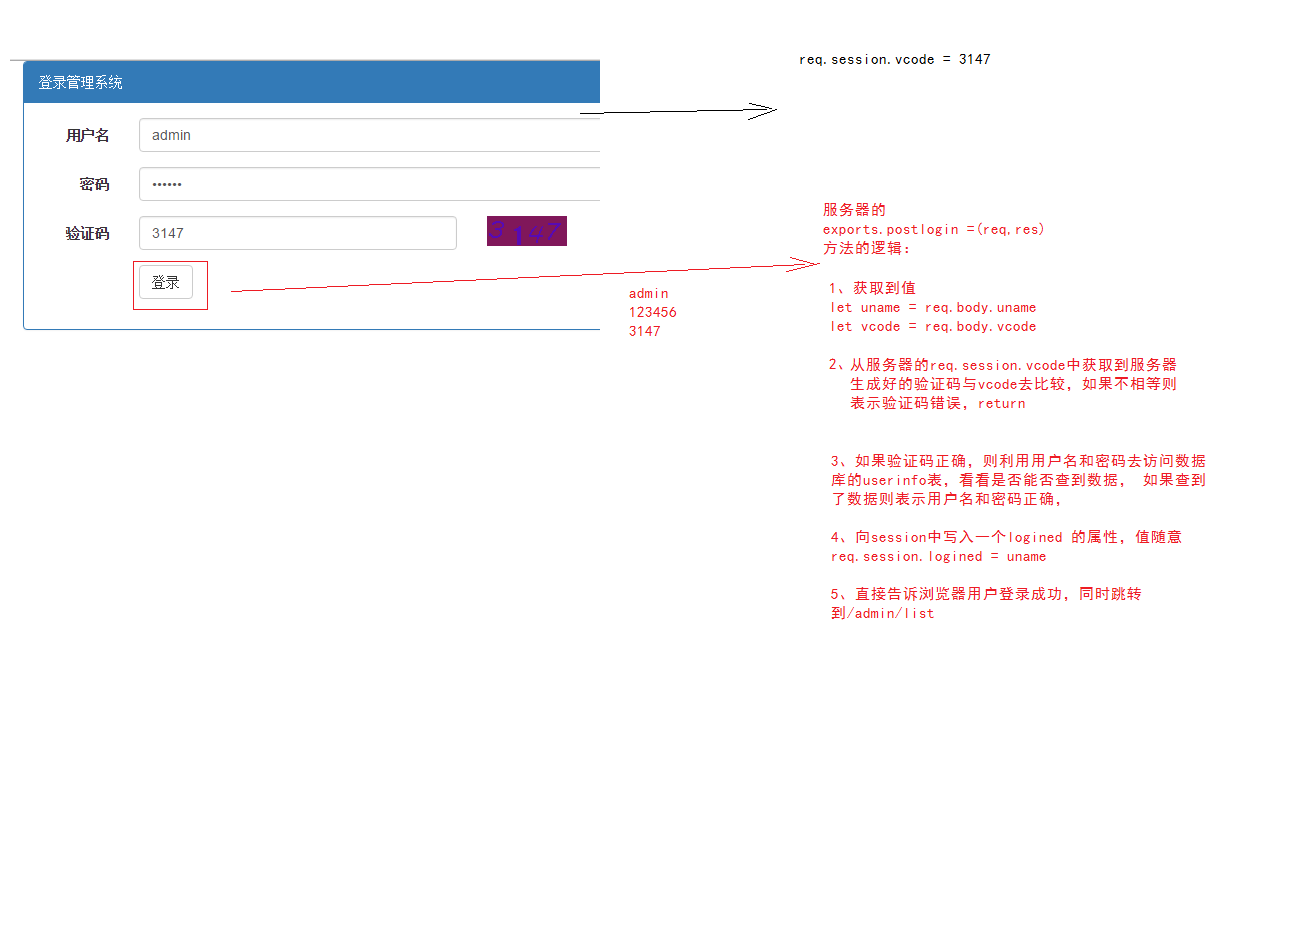 req.session.vcode = 3147
登录管理系统
用户名
admin
密码
••••••
验证码
3147
3147
登录
admin
123456
3147
服务器的
exports.postlogin =(req,res)
方法的逻辑：
1、获取到值
let uname = req.body.uname
let vcode = req.body.vcode
2、从服务器的req.session.vcode中获取到服务器
生成好的验证码与vcode去比较，如果不相等则
表示验证码错误，return
3、如果验证码正确，则利用用户名和密码去访问数据
库的userinfo表，看看是否能否查到数据， 如果查到
了数据则表示用户名和密码正确，
4、向session中写入一个logined 的属性，值随意
req.session.logined = uname
5、直接告诉浏览器用户登录成功，同时跳转
到/admin/list